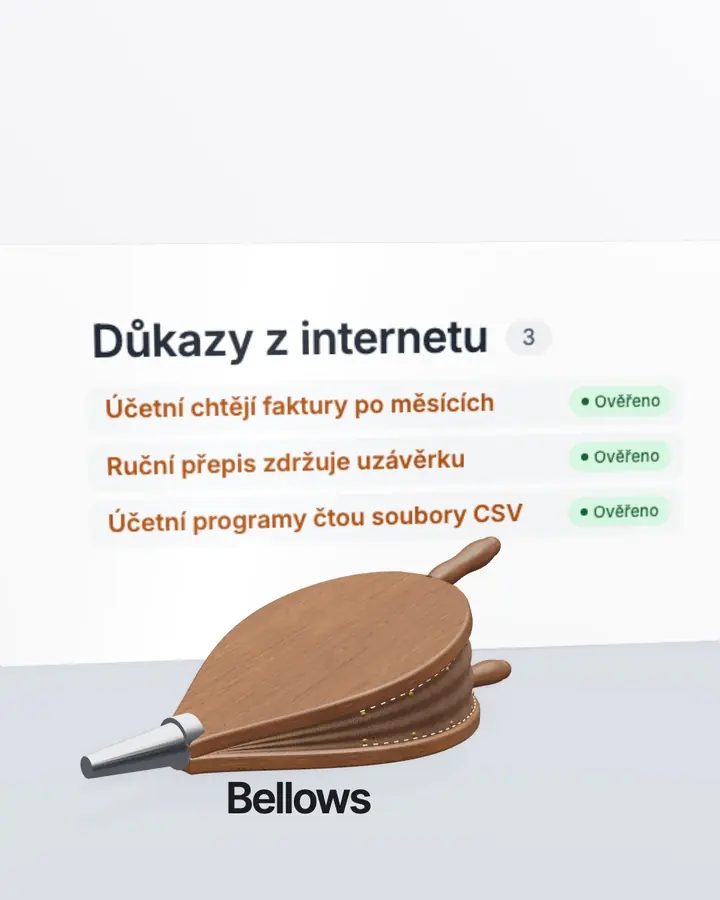 Důkazy z internetu 3
Účetní chtějí faktury po měsících Ověřeno
Ruční přepis zdržuje uzávěrku Ověřeno
Účetní programy čtou soubory CSV Ověřeno
Bellows